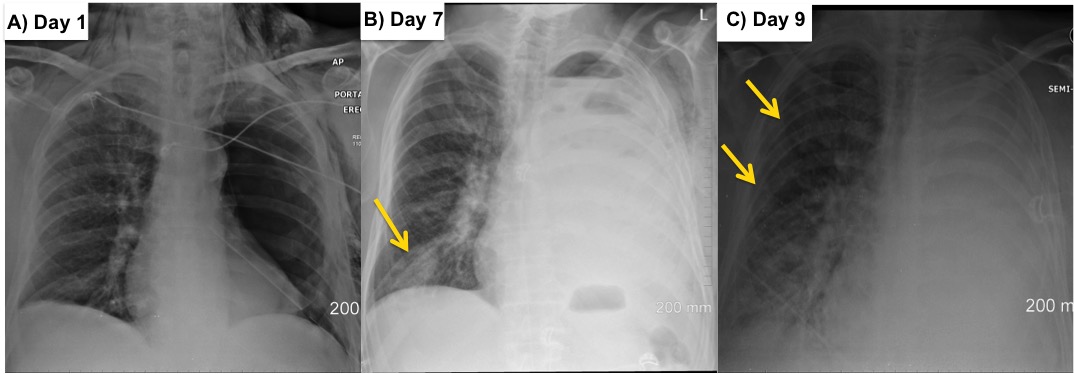 A) Day 1
AP
PORTA
EREC
200
B) Day 7
L
200 mm
C) Day 9
SEMI-
200 m